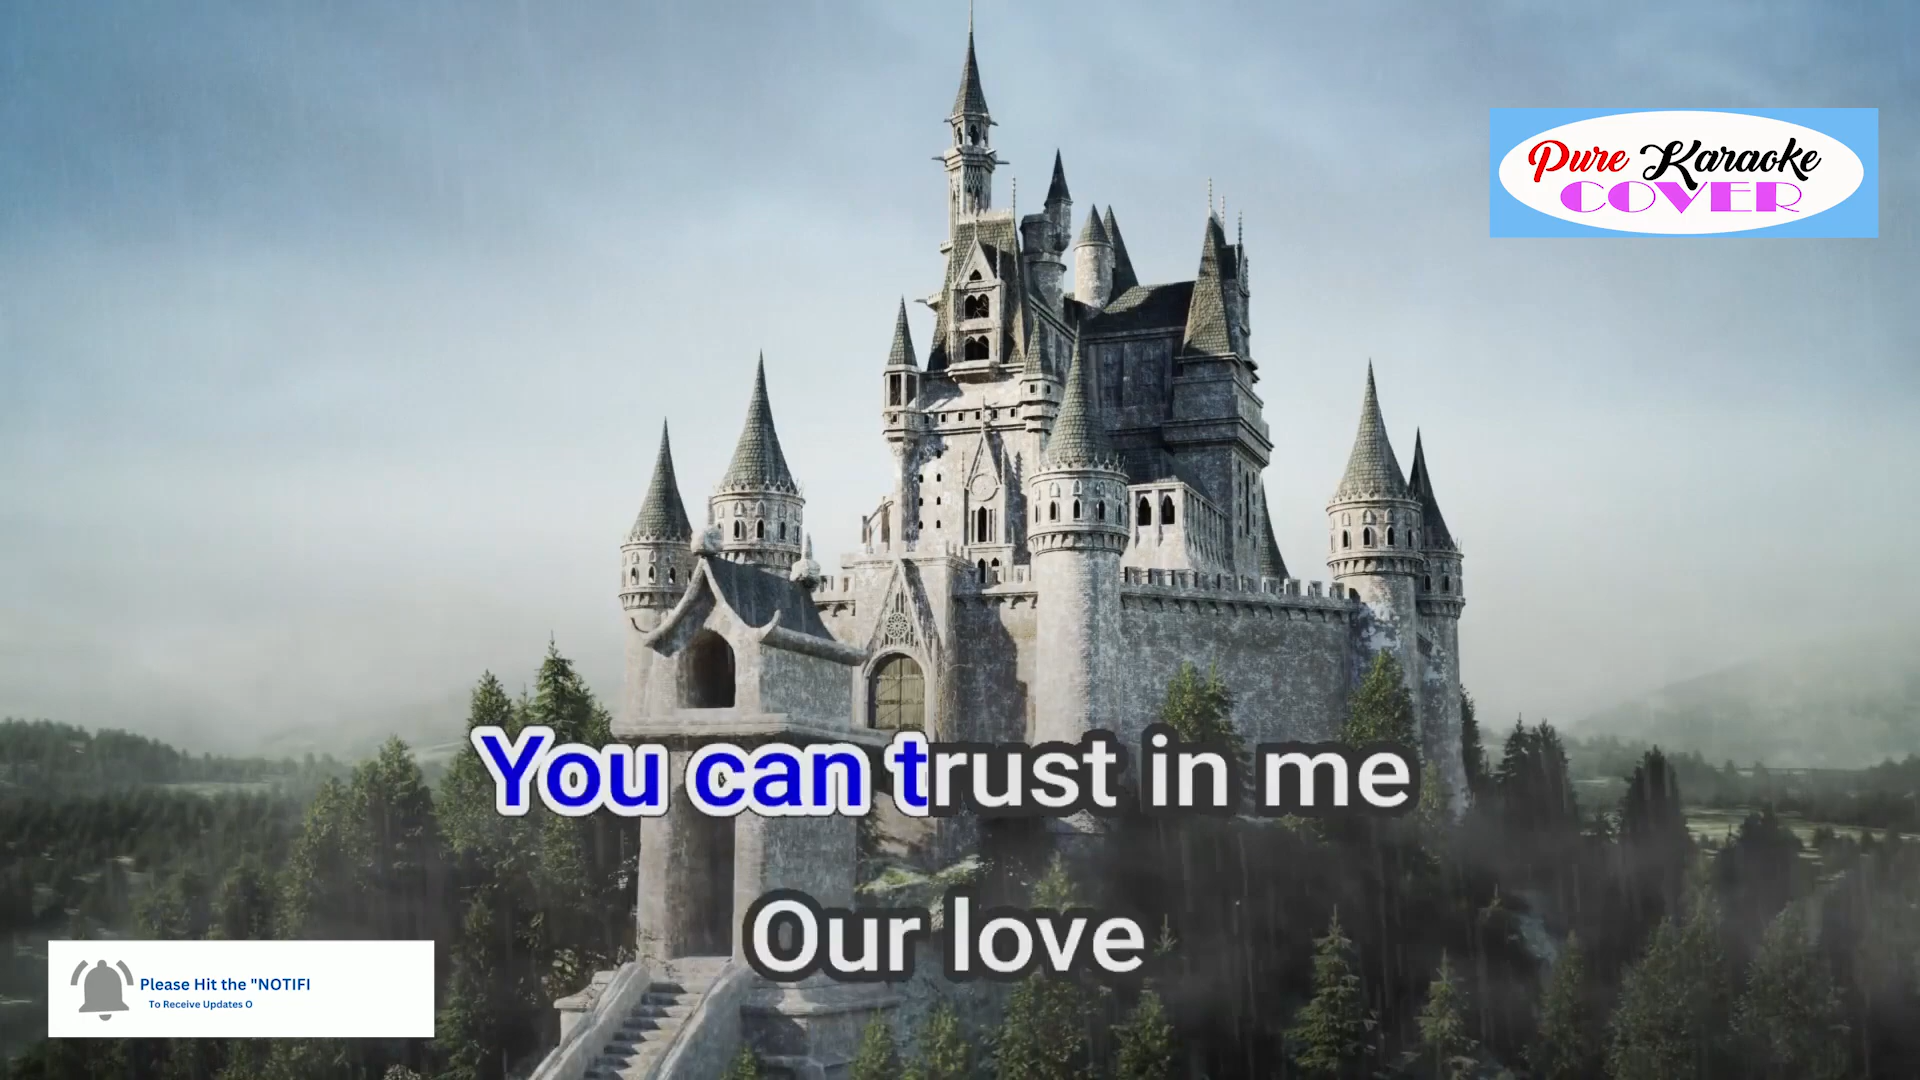 Pure Karaoke
COVER
You can trust in me
Our love
Please Hit the "NOTIFI
To Receive Updates O